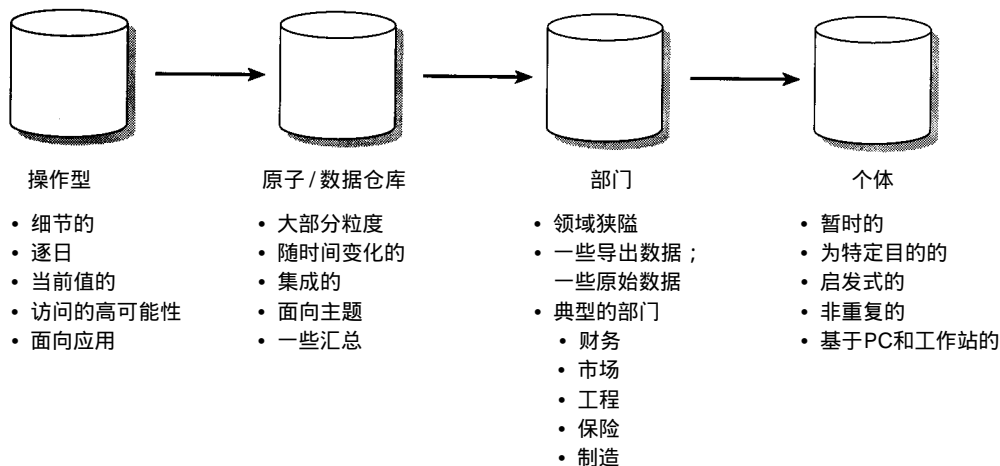 操作型
• 细节的
• 逐日
• 当前值的
• 访问的高可能性
• 面向应用
原子/数据仓库
• 大部分粒度
• 随时间变化的
• 集成的
• 面向主题
• 一些汇总
部门
• 领域狭隘
• 一些导出数据；
一些原始数据
• 典型的部门
• 财务
• 市场
• 工程
• 保险
• 制造
个体
• 暂时的
• 为特定目的的
• 启发式的
• 非重复的
• 基于PC和工作站的